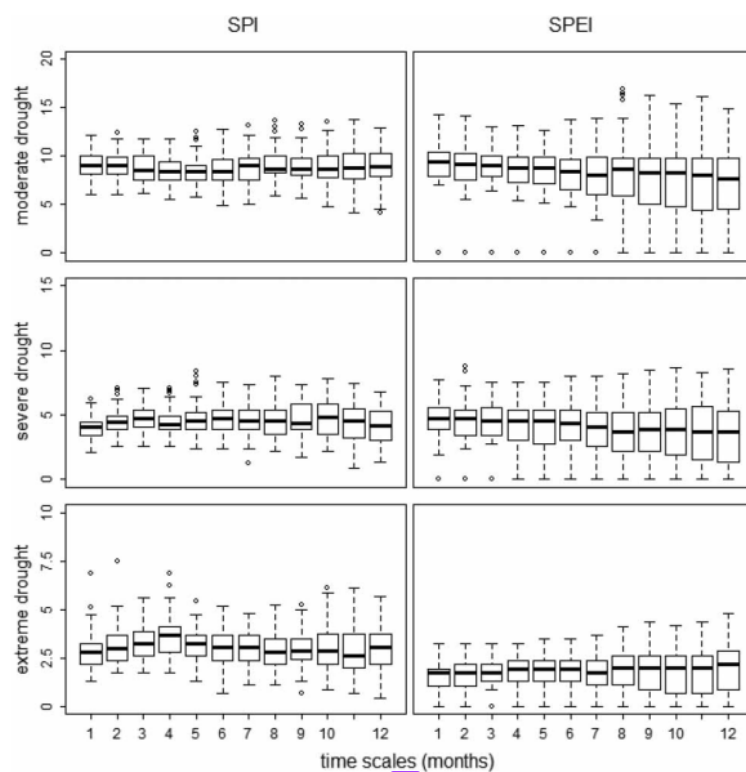 SPI SPEI
moderate drought
0 5 10 15 20
severe drought
0 5 10 15
extreme drought
0 2.5 5 7.5 10
1 2 3 4 5 6 7 8 9 10 12
1 2 3 4 5 6 7 8 9 10 12
time scales (months)